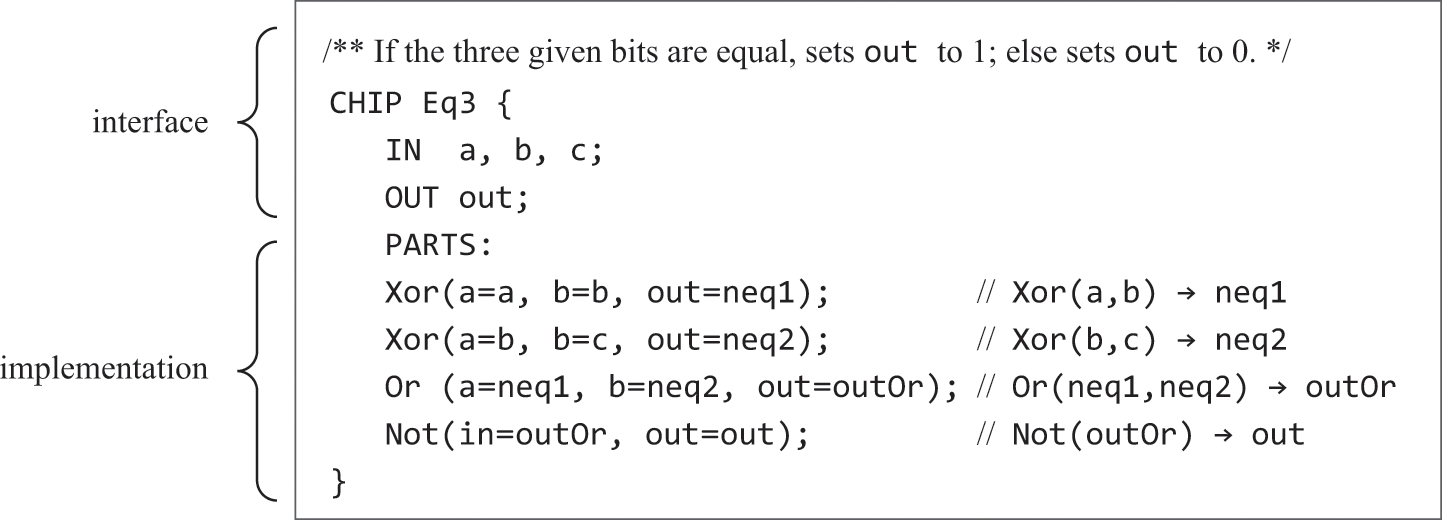 /** If the three given bits are equal, sets out to 1; else sets out to 0. */
CHIP Eq3 {
interface
IN a, b, c;
OUT out;
PARTS:
Xor(a=a, b=b, out=neq1); // Xor(a,b) → neq1
Xor(a=b, b=c, out=neq2); // Xor(b,c) → neq2
implementation
Or (a=neq1, b=neq2, out=outOr); // Or(neq1,neq2) → outOr
Not(in=outOr, out=out); // Not(outOr) → out
}